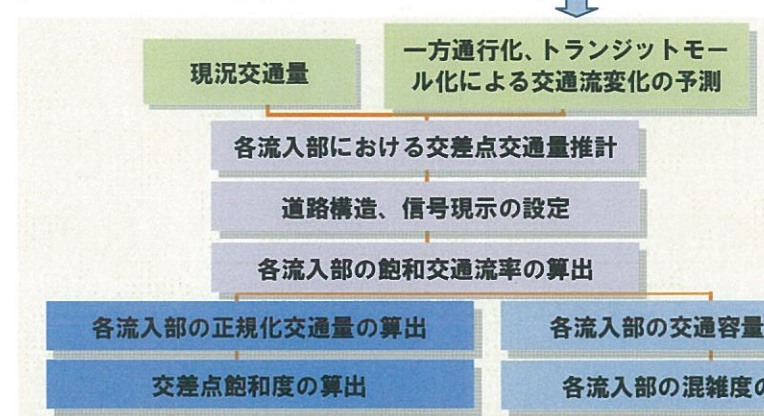 現況交通量
一方通行化、トランジットモー
ル化による交通流変化の予測
各流入部における交差点交通量推計
道路構造、信号現示の設定
各流入部の飽和交通流率の算出
各流入部の正規化交通量の算出
各流入部の交通容量
交差点飽和度の算出
各流入部の混雑度の